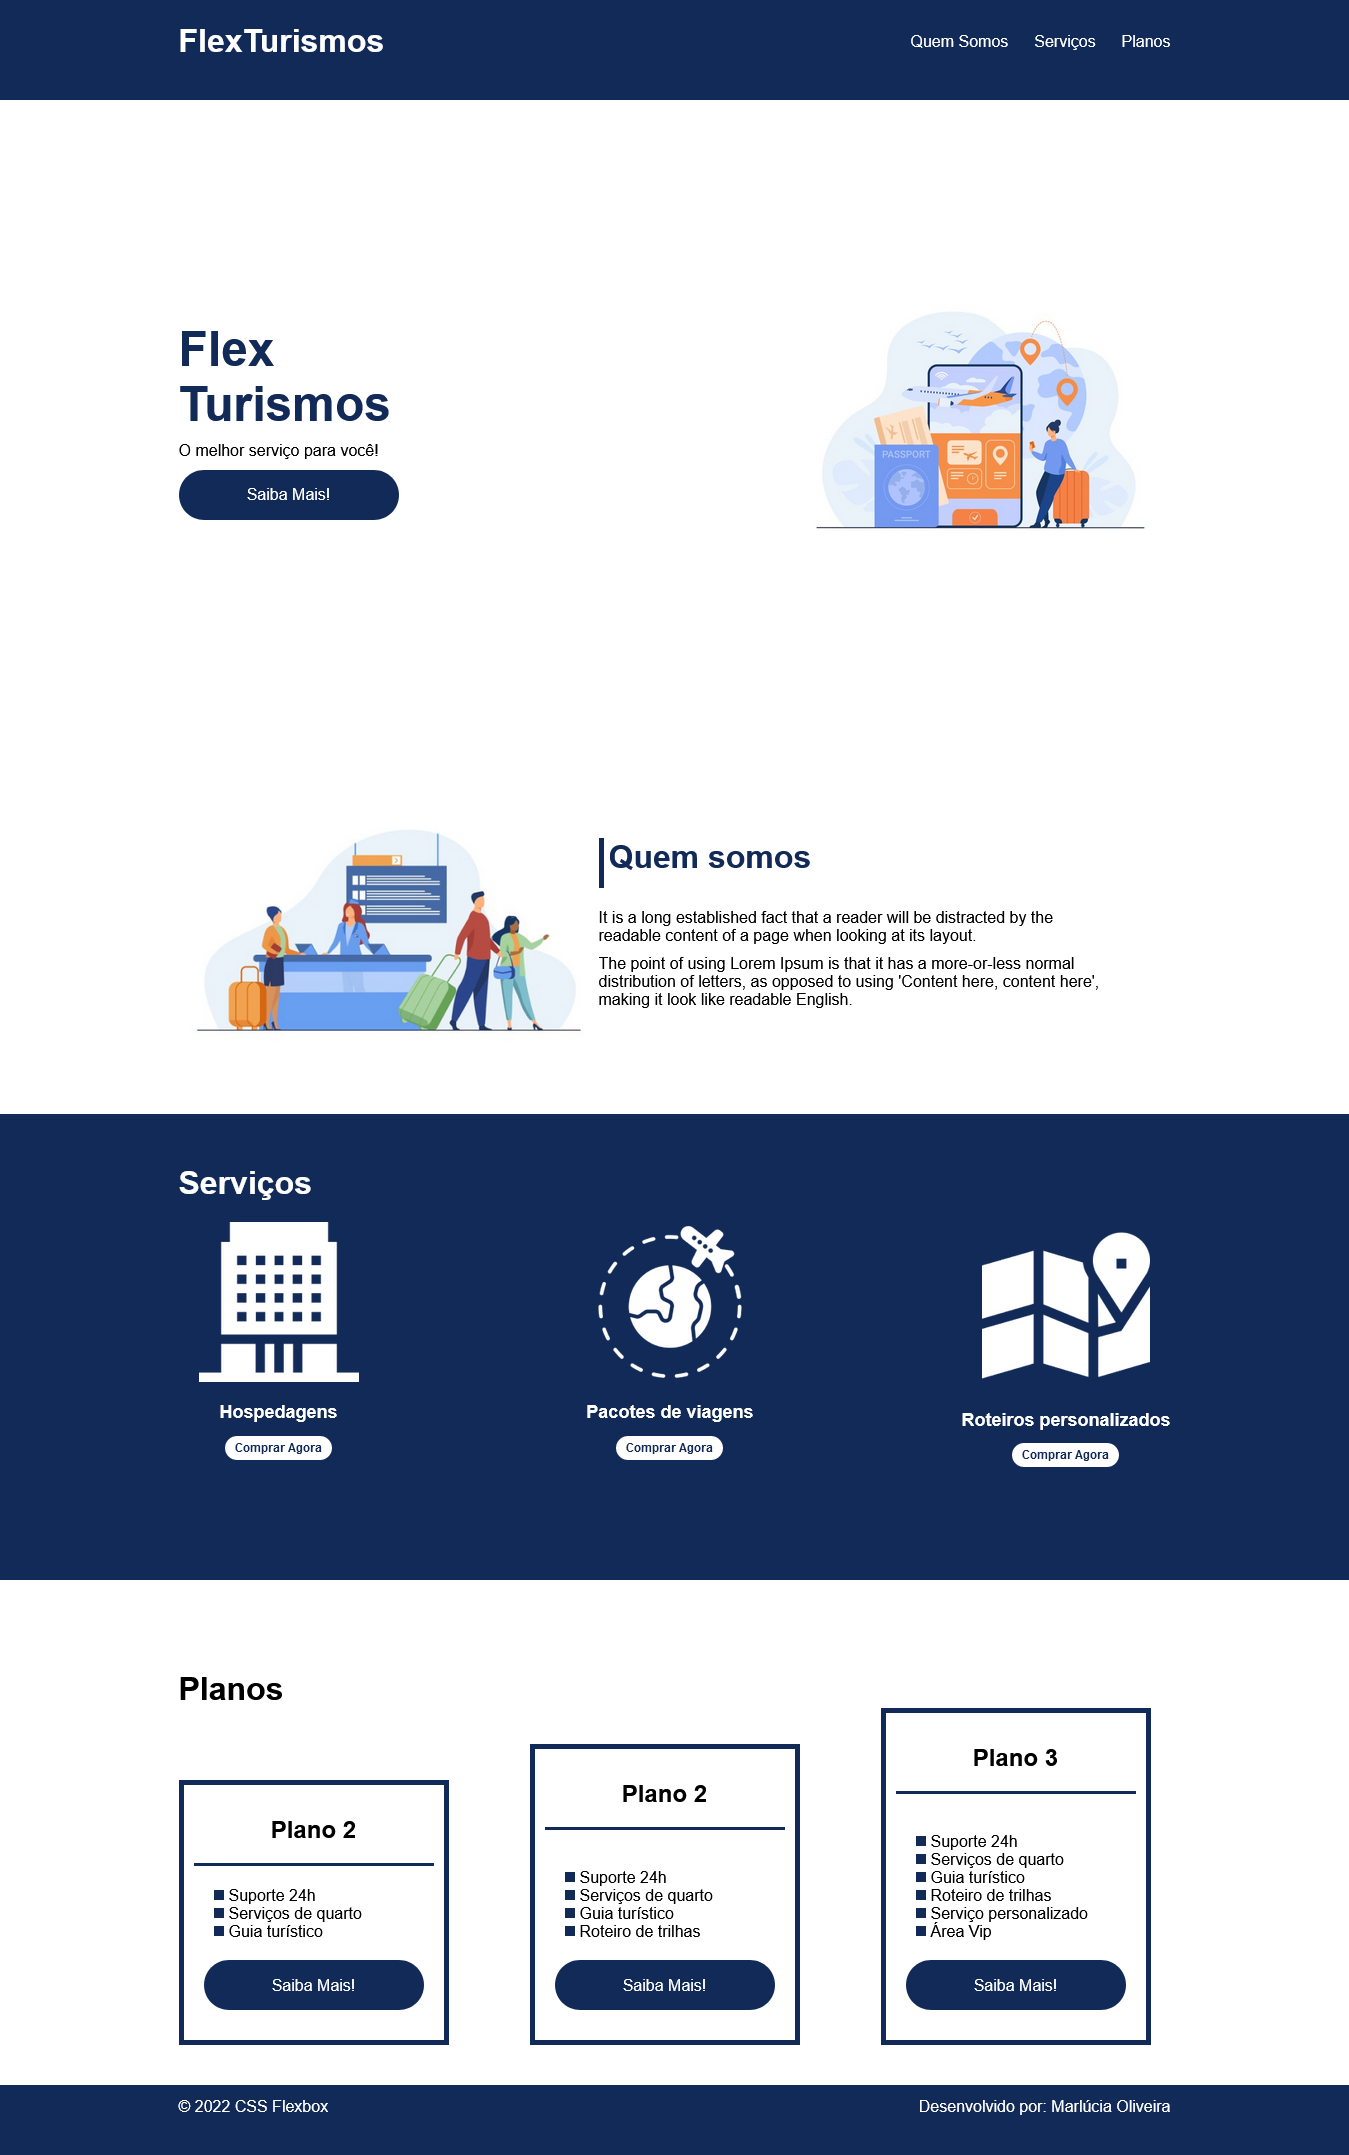 FlexTurismos
Quem Somos Serviços Planos
Flex
Turismos
O melhor serviço para você!
Saiba Mais!
PASSPORT
Quem somos
It is a long established fact that a reader will be distracted by the
readable content of a page when looking at its layout.
The point of using Lorem Ipsum is that it has a more-or-less normal
distribution of letters, as opposed to using 'Content here, content here',
making it look like readable English.
Serviços
Hospedagens
Comprar Agora
Pacotes de viagens
Comprar Agora
Roteiros personalizados
Comprar Agora
Planos
Plano 2
Suporte 24h
Serviços de quarto
Guia turístico
Saiba Mais!
Plano 2
Suporte 24h
Serviços de quarto
Guia turístico
Roteiro de trilhas
Saiba Mais!
Plano 3
Suporte 24h
Serviços de quarto
Guia turístico
Roteiro de trilhas
Serviço personalizado
Área Vip
Saiba Mais!
© 2022 CSS Flexbox
Desenvolvido por: Marlúcia Oliveira